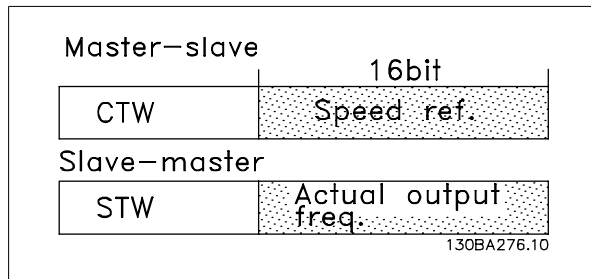 Master-slave
16bit
CTW
Speed ref.
Slave-master
STW
Actual output
freq.
130BA276.10